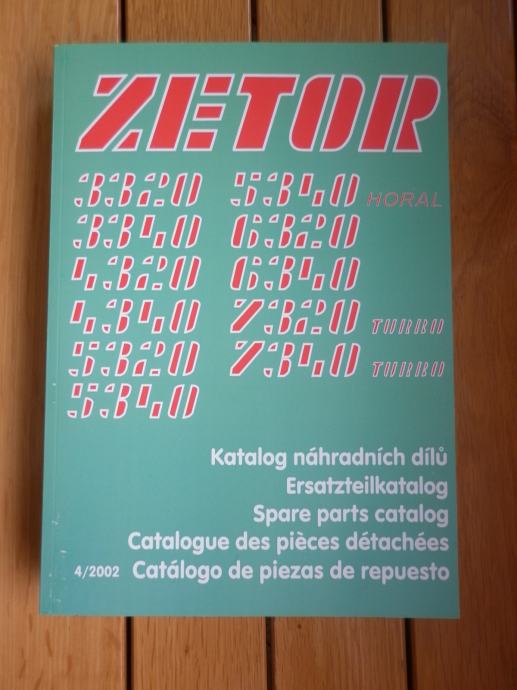 ZETOR
3320
3340
4320
4340
5320
5340
5340 HORAL
6320
6340
7320 TURBO
7340 TURBO
Katalog náhradních dílů
Ersatzteilkatalog
Spare parts catalog
Catalogue des pièces détachées
4/2002 Catálogo de piezas de repuesto